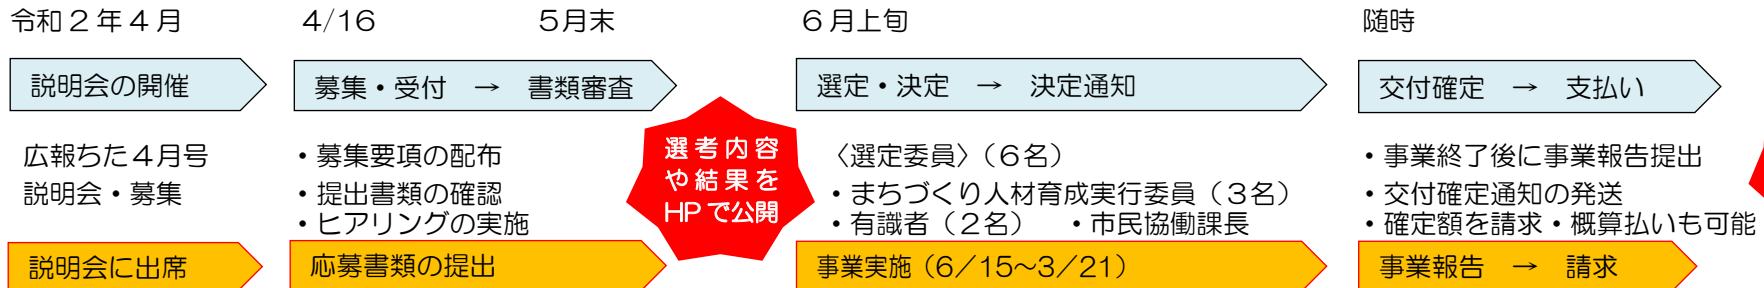 令和２年４月
4/16
5月末
６月上旬
随時
説明会の開催
募集・受付　→　書類審査
選定・決定　→　決定通知
交付確定　→　支払い
広報ちた４月号
説明会・募集
・募集要項の配布
・提出書類の確認
・ヒアリングの実施
選考内容
や結果を
HPで公開
〈選定委員〉（６名）
・まちづくり人材育成実行委員（３名）
・有識者（２名）　・市民協働課長
・事業終了後に事業報告提出
・交付確定通知の発送
・確定額を請求・概算払いも可能
説明会に出席
応募書類の提出
事業実施（6／15～3／21）
事業報告　→　請求